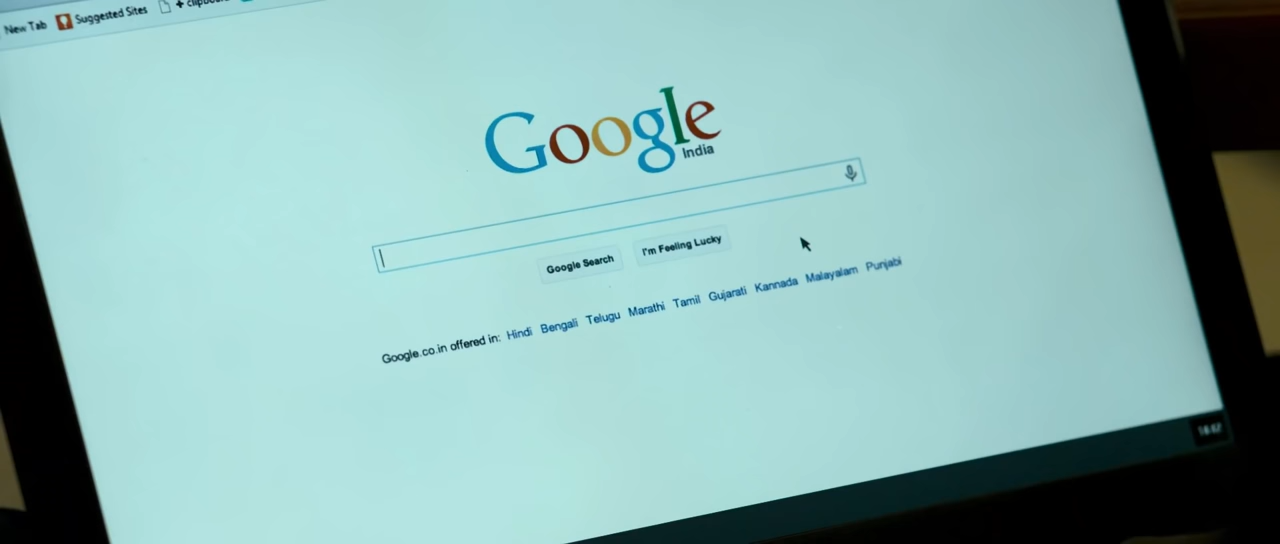 New Tab Suggested Sites
Google
India
Google Search I'm Feeling Lucky
Google.co.in offered in: Hindi Bengali Telugu Marathi Tamil Gujarati Kannada Malayalam Punjabi